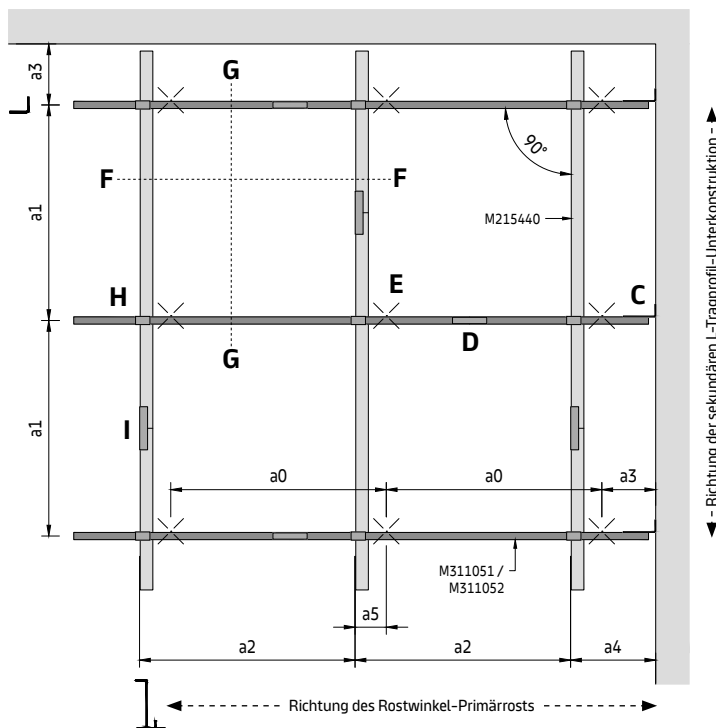 G
a3
90°
F
F
a1
M215440
H
E
C
D
G
a1
I
a0
a0
a3
M311051 /
M311052
a5
a2
a2
a4
Richtung des Rostwinkel-Primärrosts
Richtung der sekundären L-Tragprofil-Unterkonstruktion